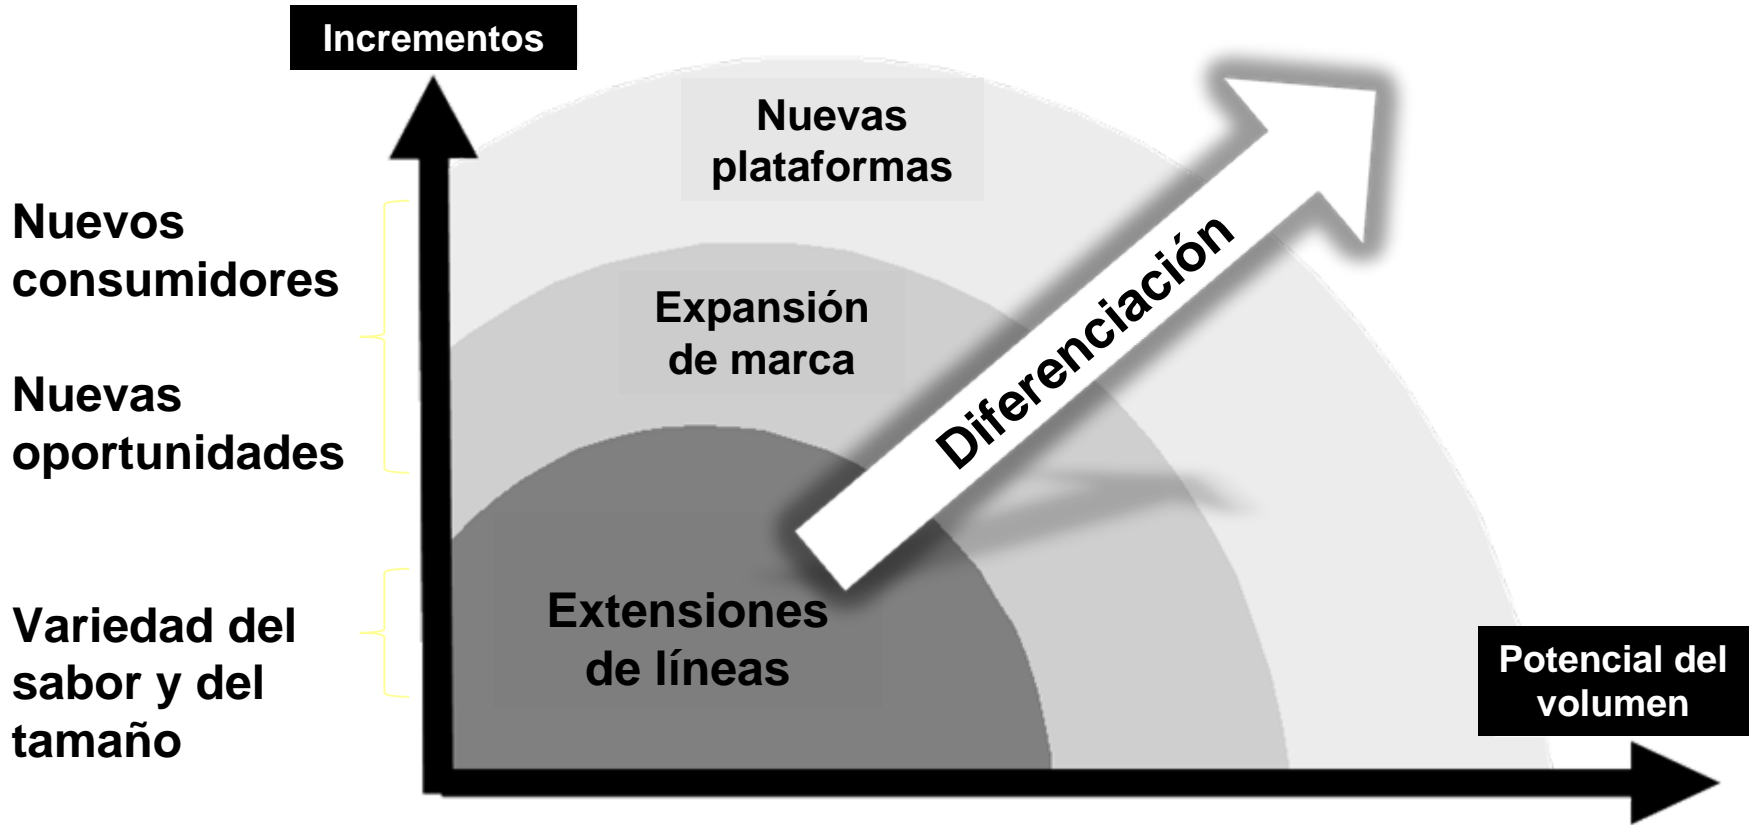 Incrementos
Nuevas
plataformas
Nuevos
consumidores
Diferenciación
Expansión
de marca
Nuevas
oportunidades
Extensiones
de líneas
Variedad del
sabor y del
tamaño
Potencial del
volumen